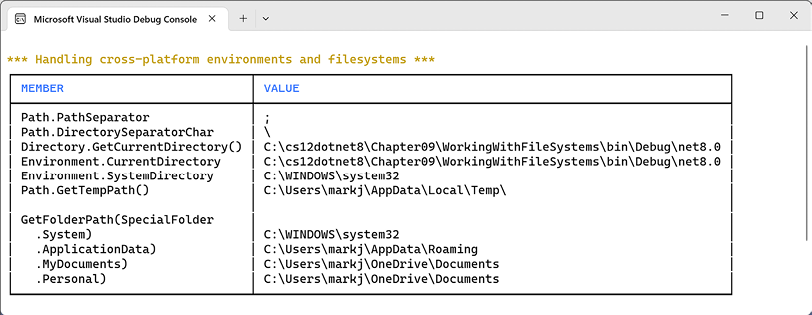 Microsoft Visual Studio Debug Console
*** Handling cross-platform environments and filesystems ***
MEMBER VALUE
Path.PathSeparator ;
Path.DirectorySeparatorChar \
Directory.GetCurrentDirectory() C:\cs12dotnet8\Chapter09\WorkingWithFileSystems\bin\Debug\net8.0
Environment.CurrentDirectory C:\cs12dotnet8\Chapter09\WorkingWithFileSystems\bin\Debug\net8.0
Environment.SystemDirectory C:\WINDOWS\system32
Path.GetTempPath() C:\Users\markj\AppData\Local\Temp\
GetFolderPath(SpecialFolder
.System) C:\WINDOWS\system32
.ApplicationData) C:\Users\markj\AppData\Roaming
.MyDocuments) C:\Users\markj\OneDrive\Documents
.Personal) C:\Users\markj\OneDrive\Documents